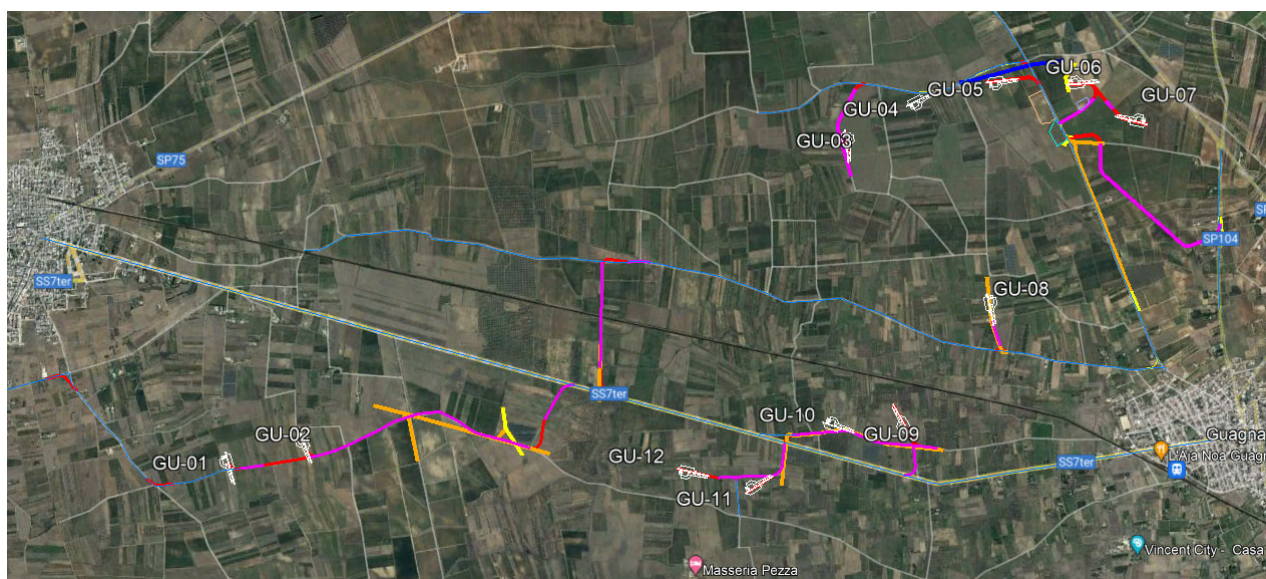 GU-06
GU-05
GU-07
GU-04
GU-03
SP75
SP104
SS7ter
GU-08
SS7ter
GU-10
GU-02
GU-09
Guagna
GU-12
L'Aja Noa Guagn
GU-01
SS7ter
GU-11
Vincent City - Casa
Masseria Pezza